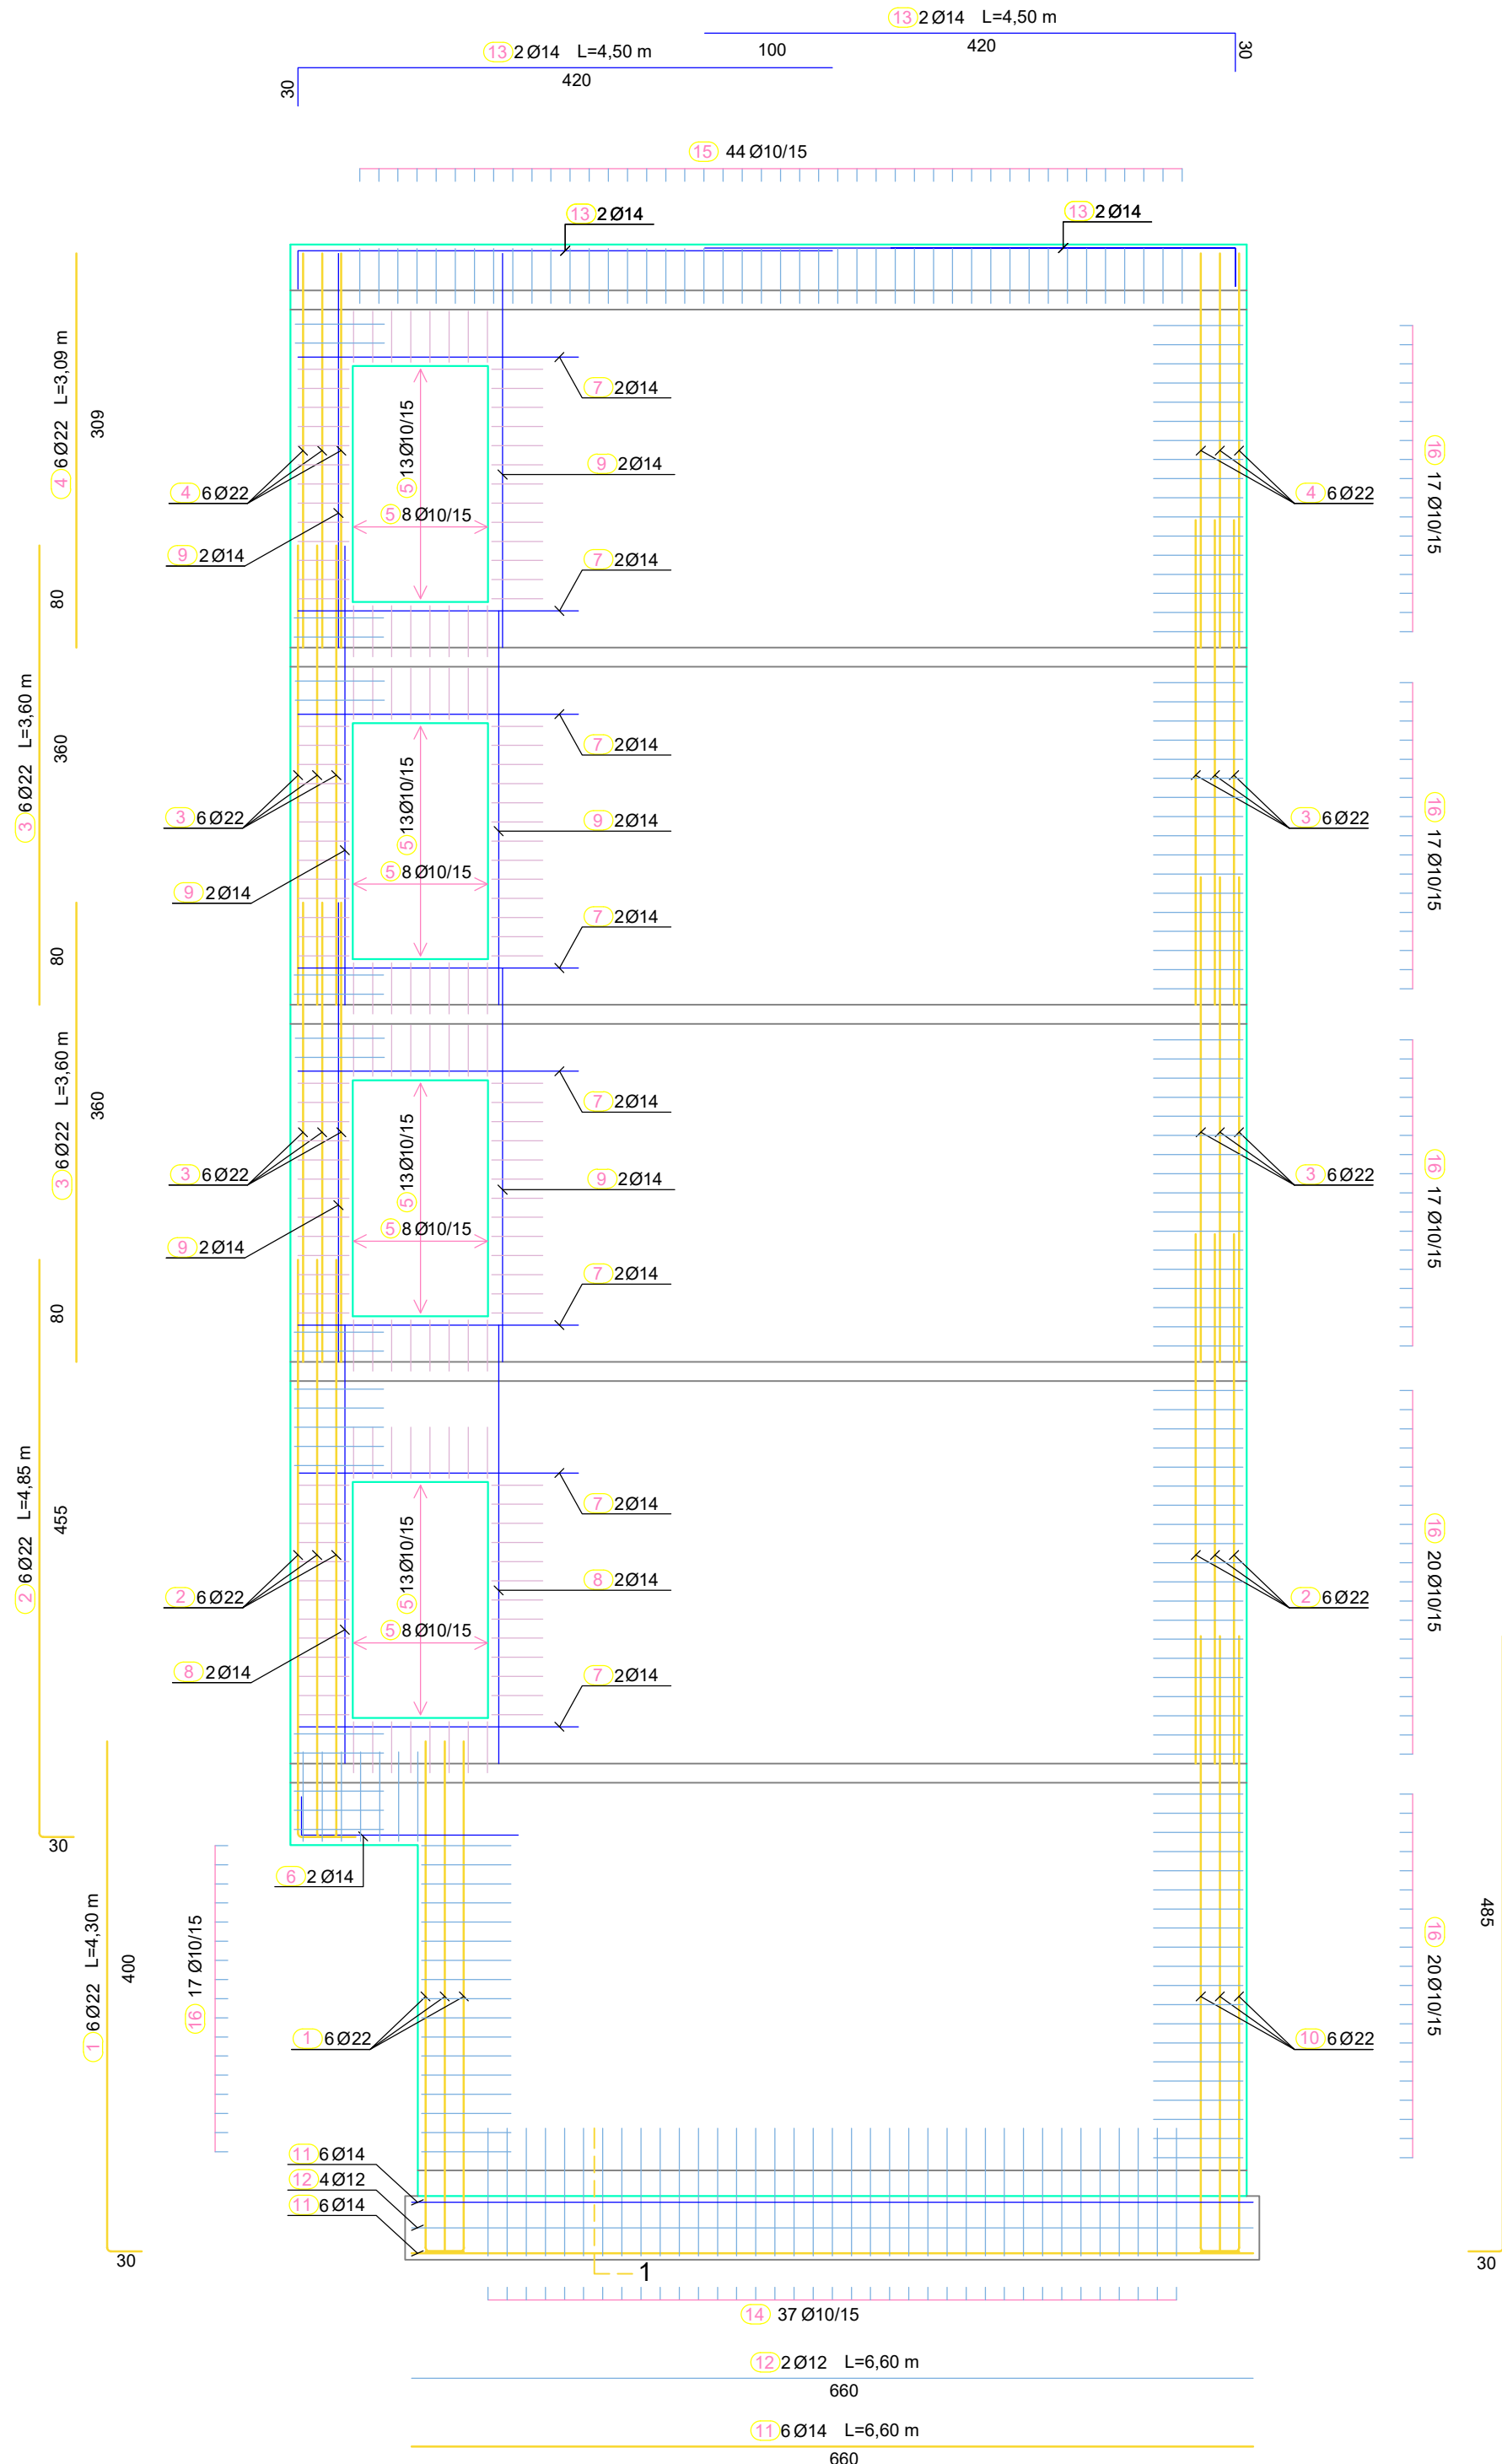 13 2Ø14 L=4,50 m
100
420
30
13 2Ø14 L=4,50 m
420
30
15 44 Ø10/15
13 2Ø14
13 2Ø14
4 6Ø22 L=3,09 m
309
80
7 2Ø14
5 13Ø10/15
9 2Ø14
4 6Ø22
5 8Ø10/15
9 2Ø14
7 2Ø14
4 6Ø22
16 17 Ø10/15
3 6Ø22 L=3,60 m
360
80
7 2Ø14
5 13Ø10/15
9 2Ø14
3 6Ø22
5 8Ø10/15
9 2Ø14
7 2Ø14
3 6Ø22
16 17 Ø10/15
3 6Ø22 L=3,60 m
360
80
7 2Ø14
5 13Ø10/15
9 2Ø14
3 6Ø22
5 8Ø10/15
9 2Ø14
7 2Ø14
3 6Ø22
16 17 Ø10/15
2 6Ø22 L=4,85 m
455
30
7 2Ø14
5 13Ø10/15
8 2Ø14
2 6Ø22
5 8Ø10/15
8 2Ø14
7 2Ø14
2 6Ø22
16 20 Ø10/15
6 2 Ø14
1 6Ø22 L=4,30 m
400
30
16 17 Ø10/15
1 6Ø22
10 6Ø22
16 20 Ø10/15
485
30
11 6Ø14
12 4Ø12
11 6Ø14
1
14 37 Ø10/15
12 2Ø12 L=6,60 m
660
11 6Ø14 L=6,60 m
660